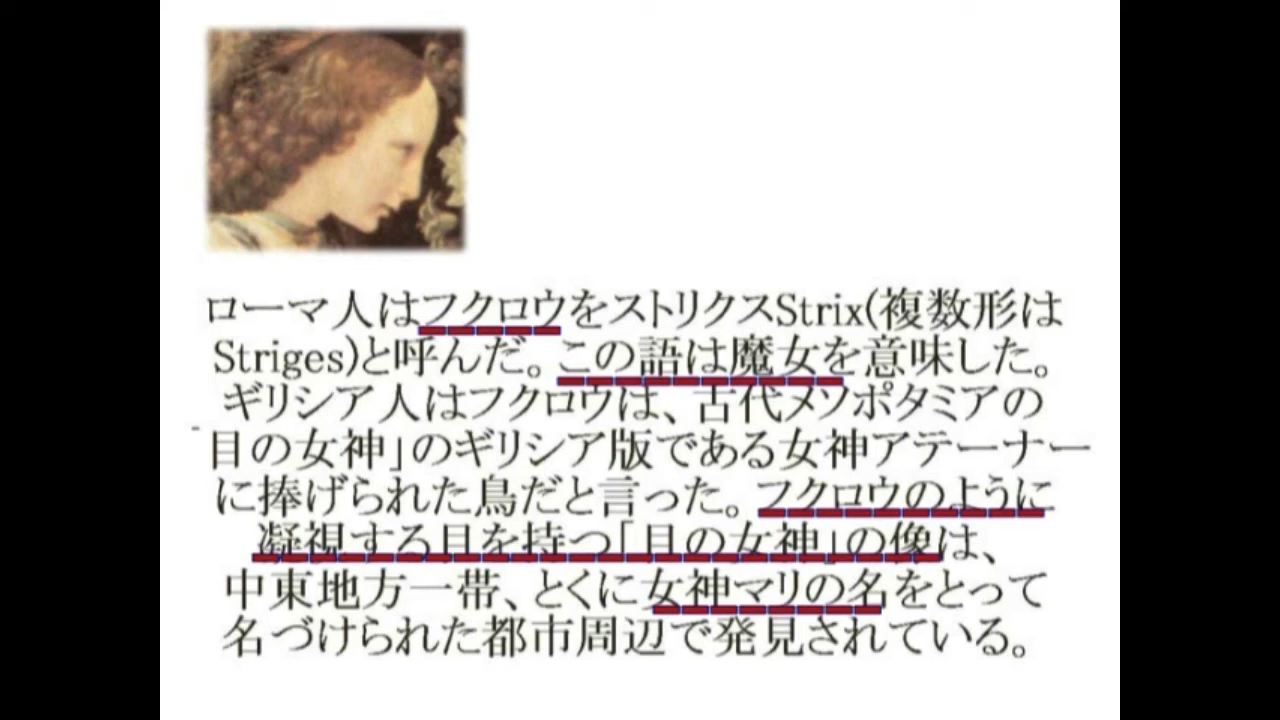 ローマ人はフクロウをストリクスStrix(複数形は
Striges)と呼んだ。この語は魔女を意味した。
ギリシア人はフクロウは、古代メソポタミアの
目の女神」のギリシア版である女神アテーナー
に捧げられた鳥だと言った。フクロウのように
凝視する目を持つ「目の女神」の像は、
中東地方一帯、とくに女神マリの名をとって
名づけられた都市周辺で発見されている。